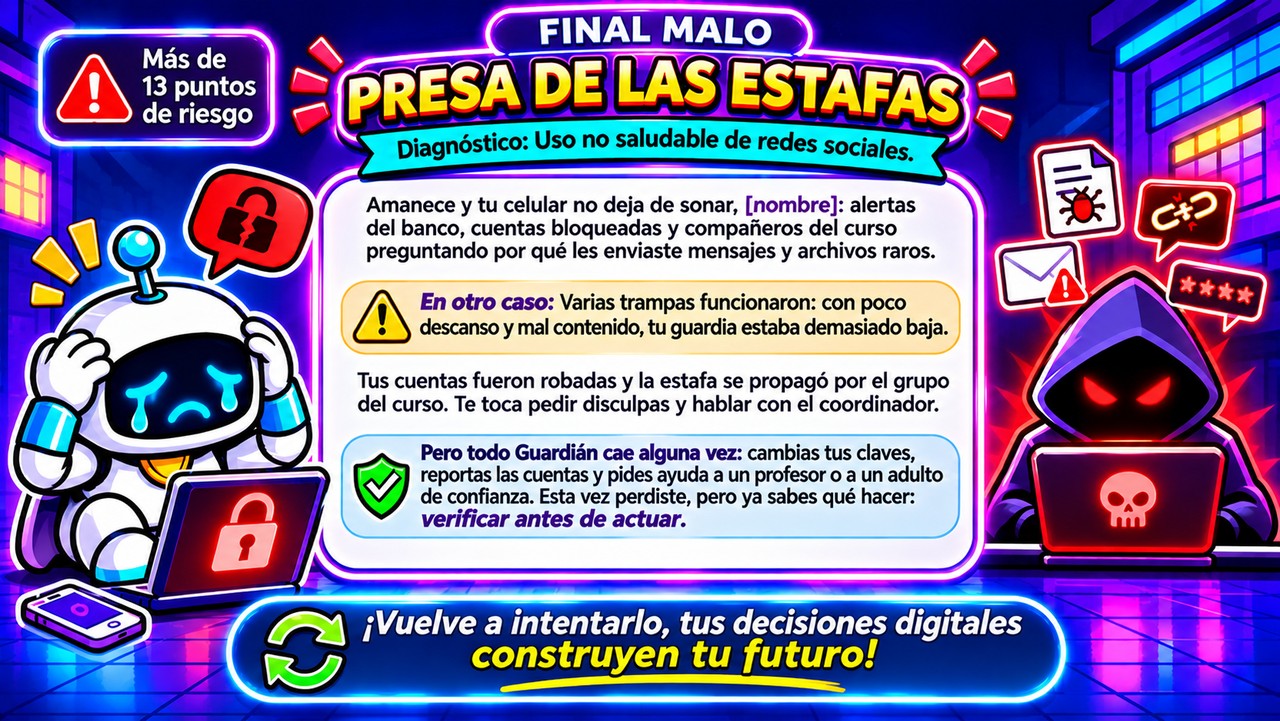 Más de
13 puntos
de riesgo
FINAL MALO
PRESA DE LAS ESTAFAS
Diagnóstico: Uso no saludable de redes sociales.
Amanece y tu celular no deja de sonar, [nombre]: alertas
del banco, cuentas bloqueadas y compañeros del curso
preguntando por qué les enviaste mensajes y archivos raros.
En otro caso: Varias trampas funcionaron: con poco
descanso y mal contenido, tu guardia estaba demasiado baja.
Tus cuentas fueron robadas y la estafa se propagó por el grupo
del curso. Te toca pedir disculpas y hablar con el coordinador.
Pero todo Guardián cae alguna vez: cambias tus claves,
reportas las cuentas y pides ayuda a un profesor o a un adulto
de confianza. Esta vez perdiste, pero ya sabes qué hacer:
verificar antes de actuar.
****
¡Vuelve a intentarlo, tus decisiones digitales
construyen tu futuro!